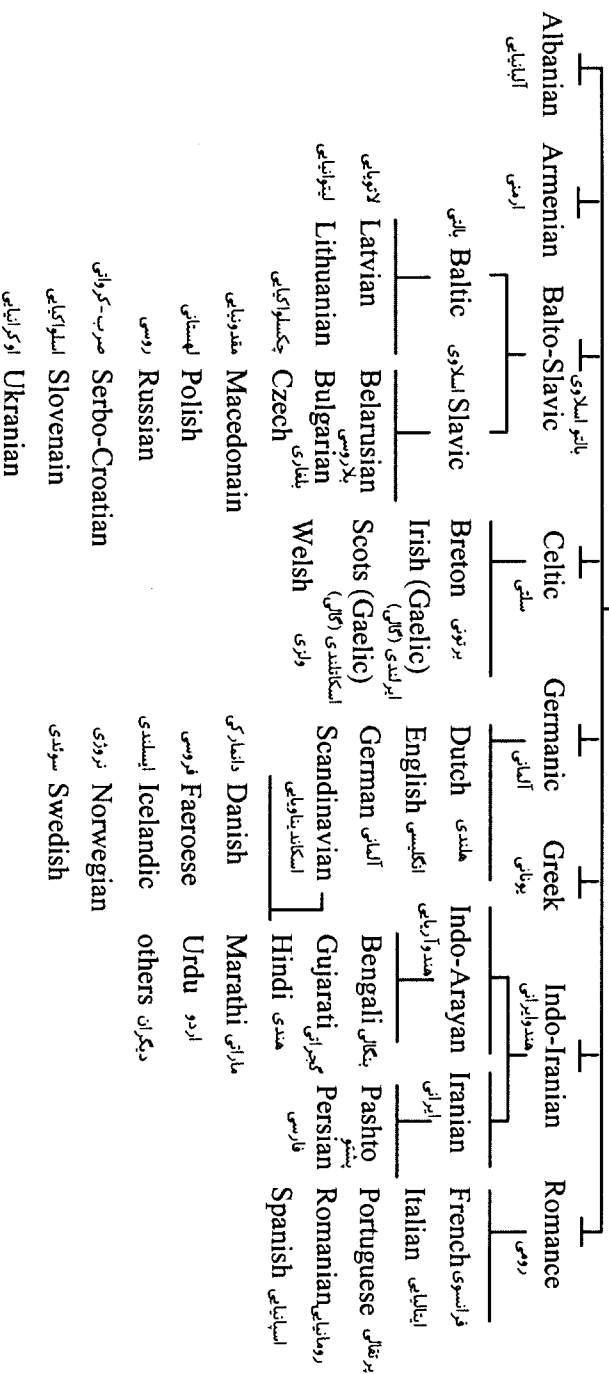 Albanian Armenian Balto-Slavic Celtic Germanic Greek Indo-Iranian Romance
آلبانیایی ارمنی بالتو اسلاوی سلتی آلمانی یونانی هندوایرانی رومی
بالتی Baltic اسلاوی Slavic Breton برتونی Dutch هلندی Indo-Arayan Iranian French فرانسوی
Irish (Gaelic) English انگلیسی هندوآریایی ایرانی Italian ایتالیایی
ایرلندی (گالی)
لاتویایی Latvian Belarusian Scots (Gaelic) German آلمانی Bengali بنگالی Pashto Portuguese پرتغالی
بلاروسی اسکاتلندی (گالی) پشتو
لیتوانیایی Lithuanian Bulgarian Welsh ولزی Scandinavian Gujarati گجراتی Persian Romanian رومانیایی
بلغاری اسکاندیناویایی فارسی
چکسلواکیایی Czech Hindi هندی Spanish اسپانیایی
مقدونیایی Macedonain دانمارکی Danish Marathi ماراتی
لهستانی Polish فروسی Faeroese Urdu اردو
روسی Russian ایسلندی Icelandic others دیگران
صرب-کرواتی Serbo-Croatian نروژی Norwegian
اسلواکیایی Slovenain سوئدی Swedish
اوکرانیایی Ukranian